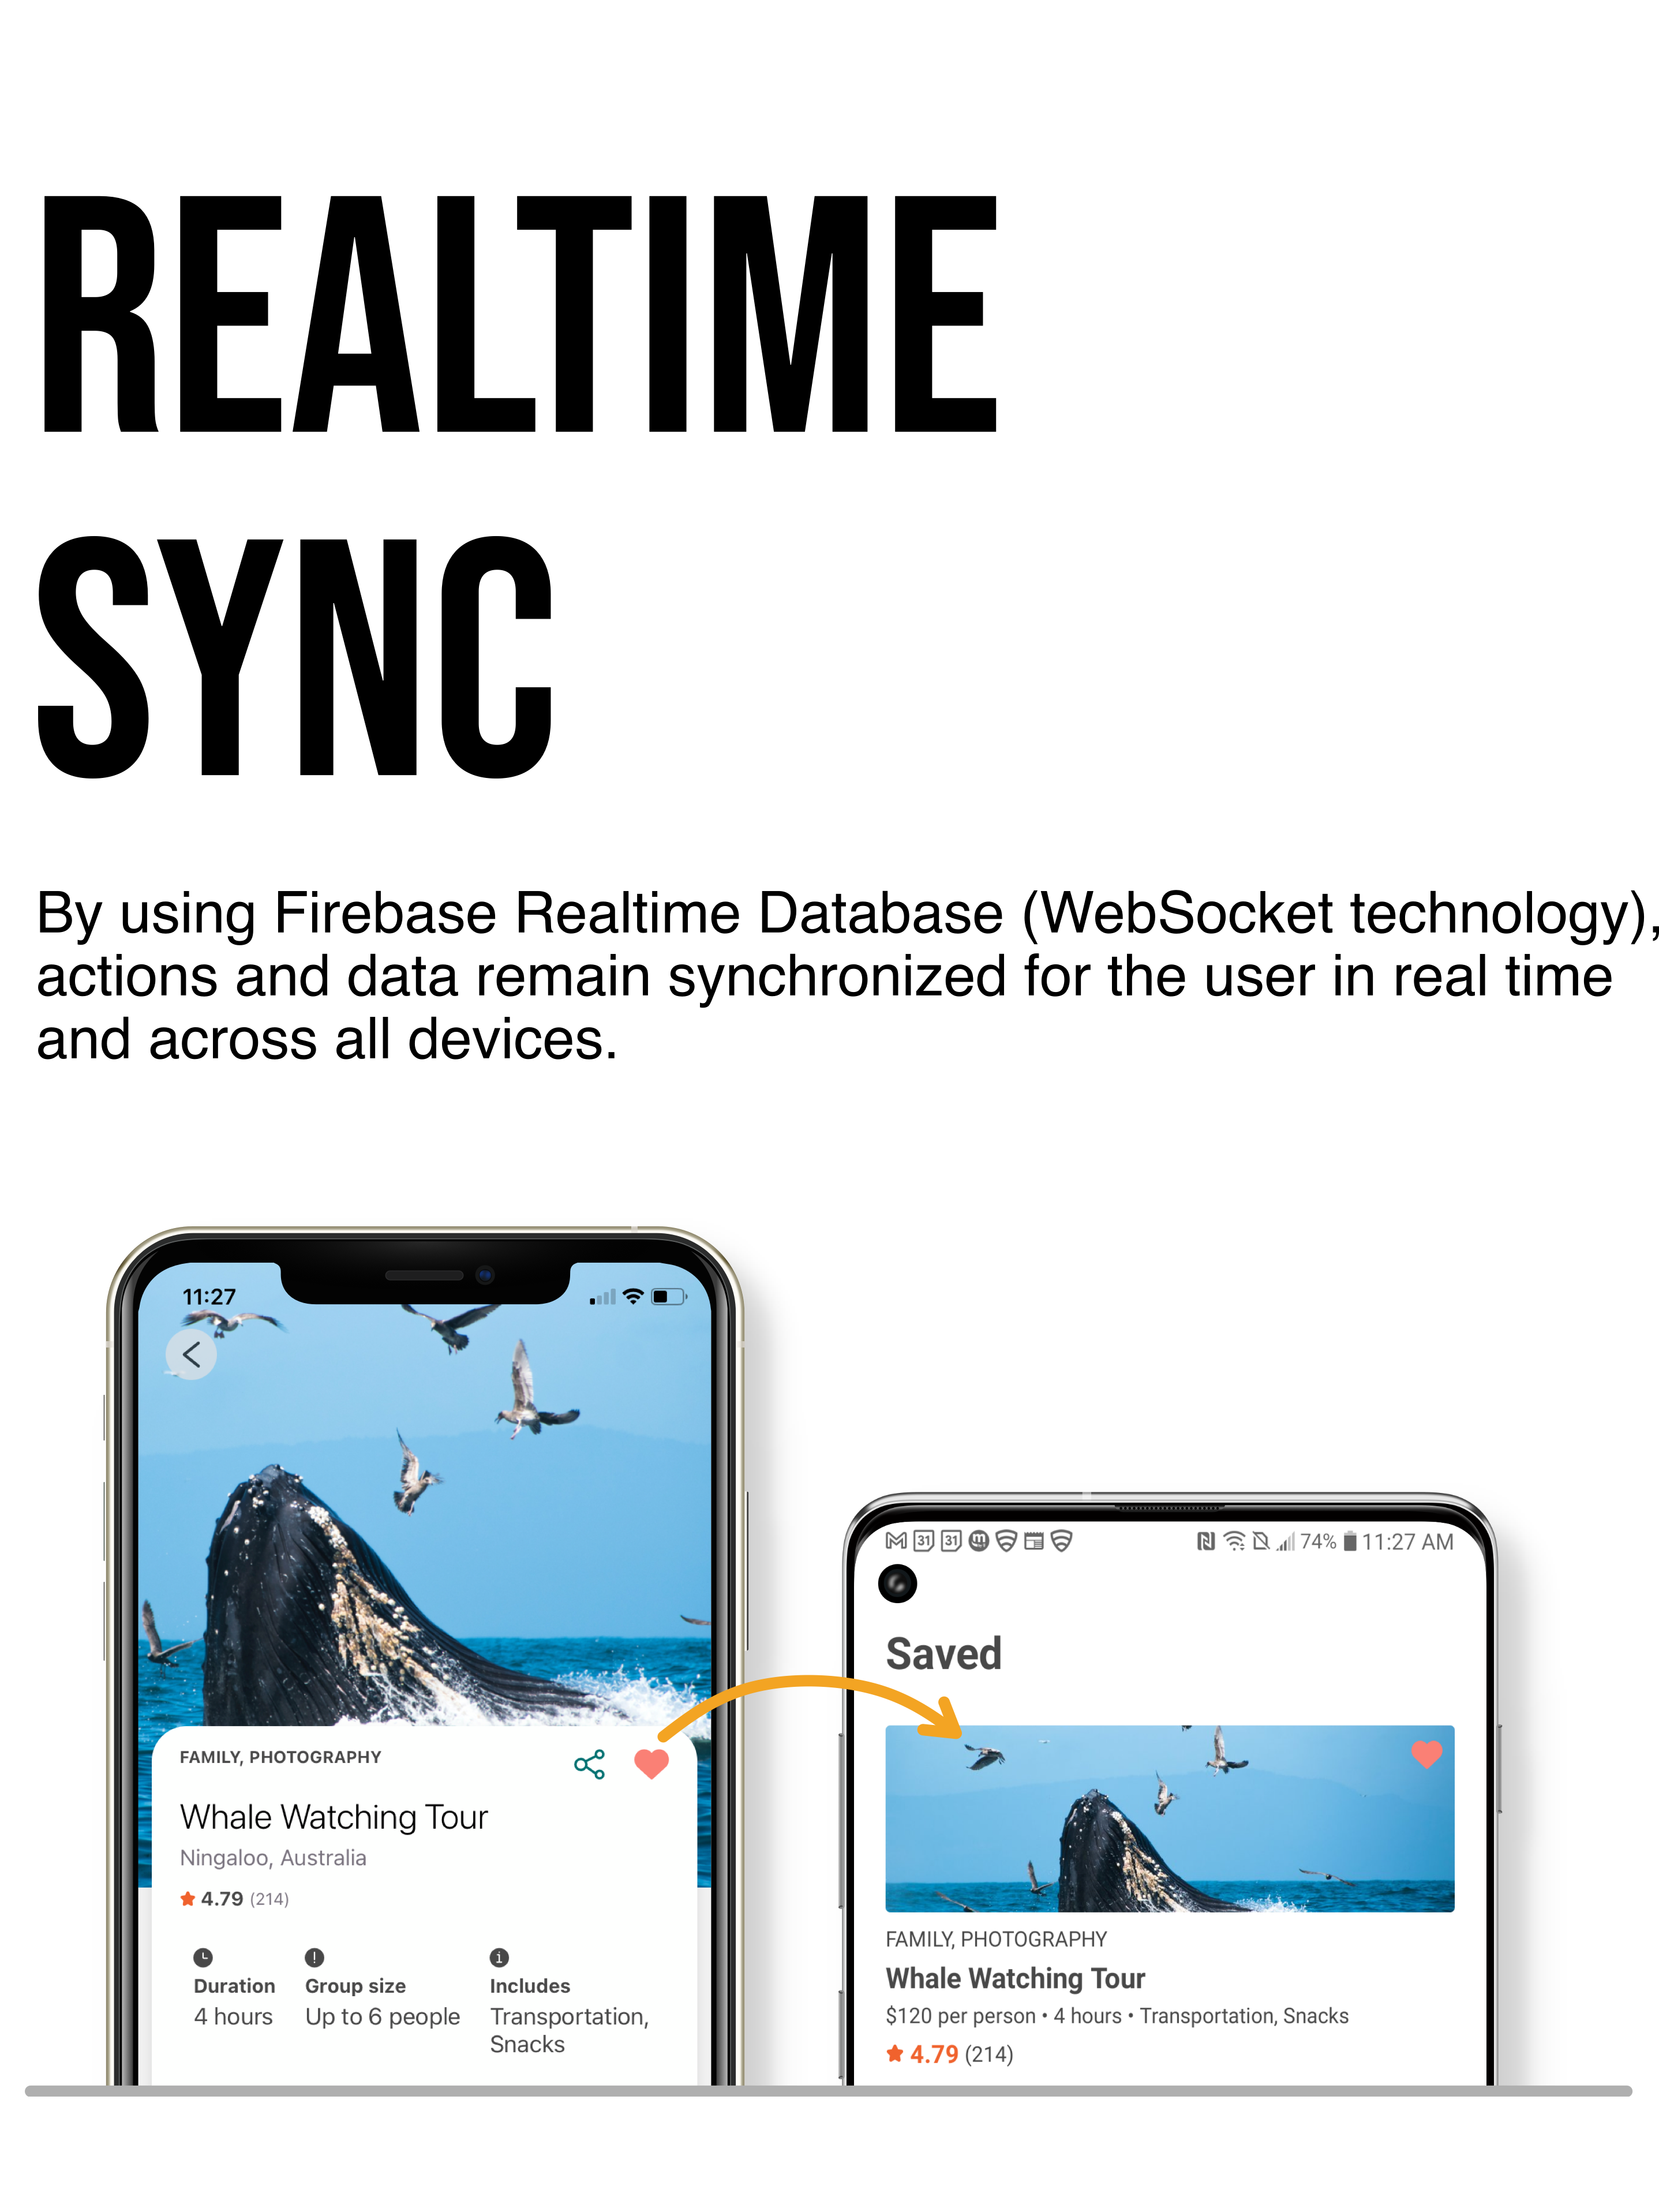 REALTIME
SYNC
By using Firebase Realtime Database (WebSocket technology),
actions and data remain synchronized for the user in real time
and across all devices.
11:27
FAMILY, PHOTOGRAPHY
Whale Watching Tour
Ningaloo, Australia
4.79 (214)
Duration Group size Includes
4 hours Up to 6 people Transportation,
Snacks
31 31 74% 11:27 AM
Saved
FAMILY, PHOTOGRAPHY
Whale Watching Tour
$120 per person • 4 hours • Transportation, Snacks
4.79 (214)